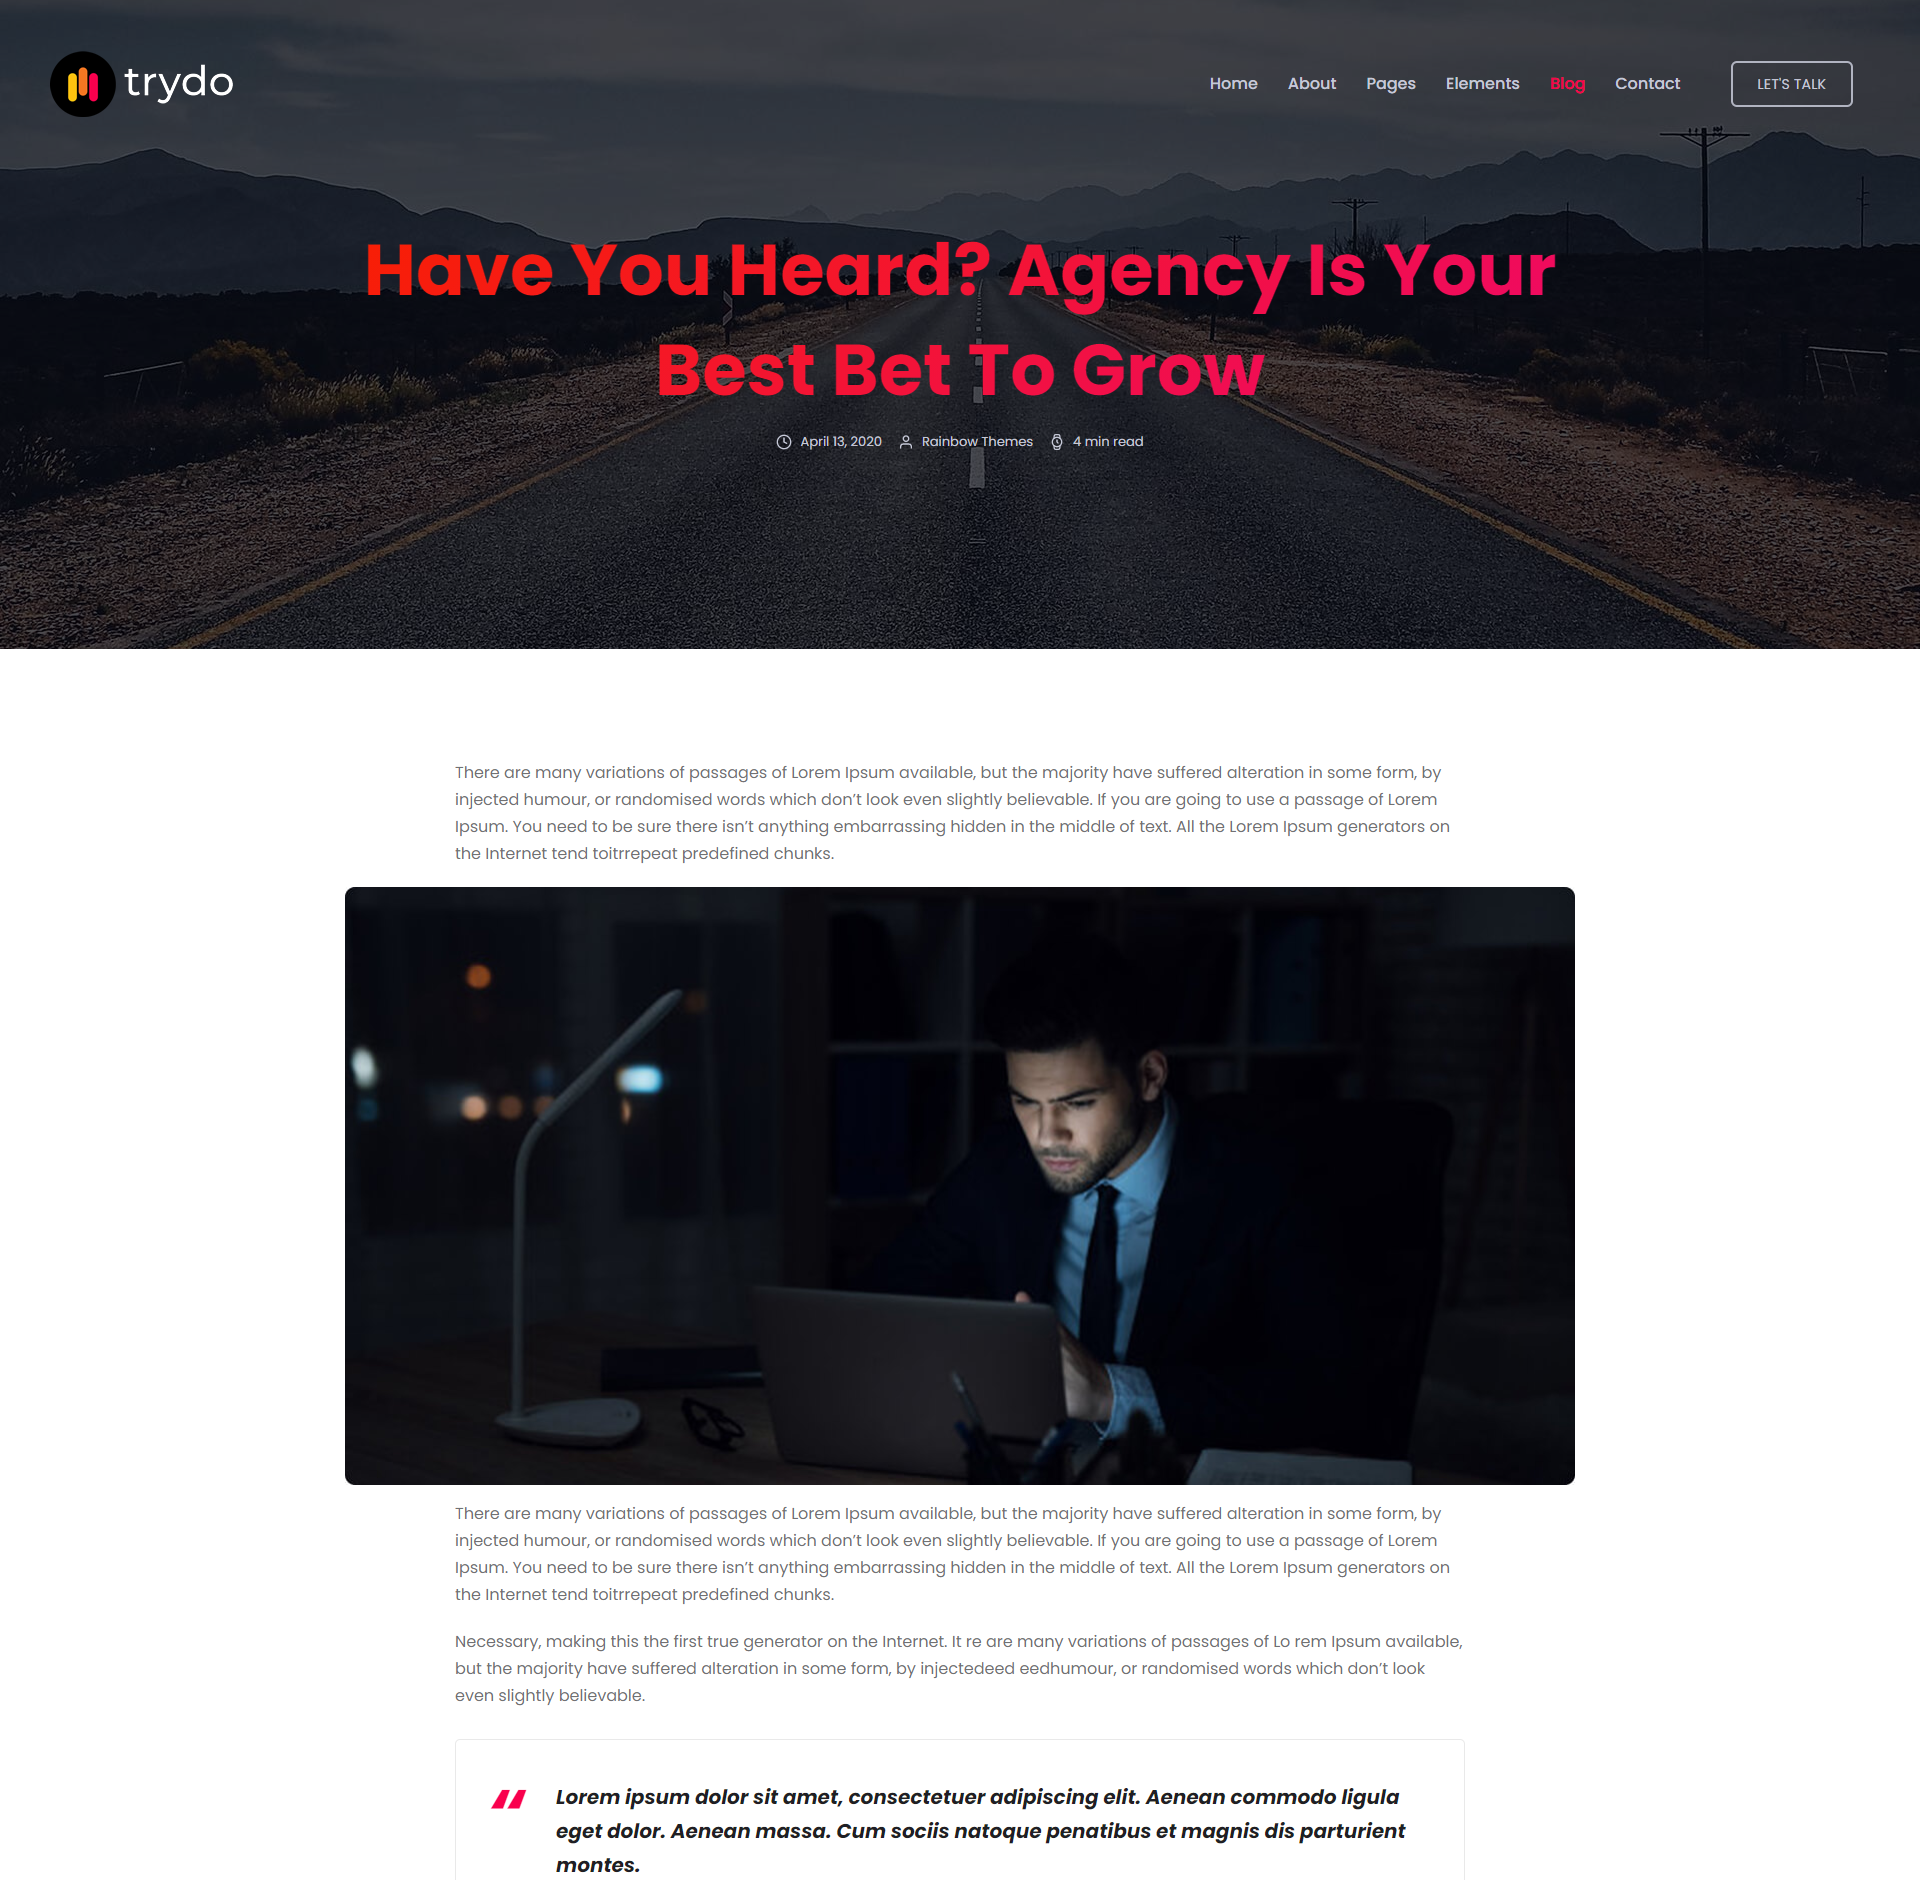 trydo
Home About Pages Elements Blog Contact LET'S TALK
Have You Heard? Agency Is Your
Best Bet To Grow
April 13, 2020 Rainbow Themes 4 min read
There are many variations of passages of Lorem Ipsum available, but the majority have suffered alteration in some form, by
injected humour, or randomised words which don’t look even slightly believable. If you are going to use a passage of Lorem
Ipsum. You need to be sure there isn’t anything embarrassing hidden in the middle of text. All the Lorem Ipsum generators on
the Internet tend toitrrepeat predefined chunks.
There are many variations of passages of Lorem Ipsum available, but the majority have suffered alteration in some form, by
injected humour, or randomised words which don’t look even slightly believable. If you are going to use a passage of Lorem
Ipsum. You need to be sure there isn’t anything embarrassing hidden in the middle of text. All the Lorem Ipsum generators on
the Internet tend toitrrepeat predefined chunks.
Necessary, making this the first true generator on the Internet. It re are many variations of passages of Lo rem Ipsum available,
but the majority have suffered alteration in some form, by injectedeed eedhumour, or randomised words which don’t look
even slightly believable.
Lorem ipsum dolor sit amet, consectetuer adipiscing elit. Aenean commodo ligula
eget dolor. Aenean massa. Cum sociis natoque penatibus et magnis dis parturient
montes.